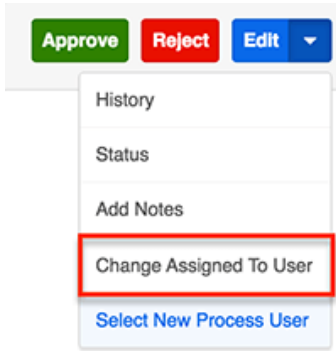 Approve Reject Edit
History
Status
Add Notes
Change Assigned To User
Select New Process User